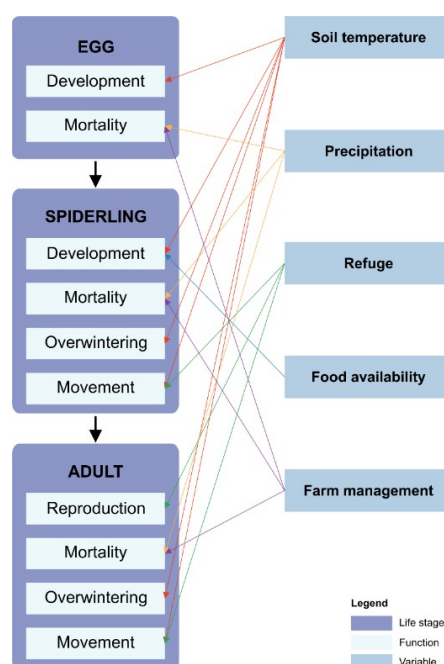 EGG
Development
Mortality
SPIDERLING
Development
Mortality
Overwintering
Movement
ADULT
Reproduction
Mortality
Overwintering
Movement
Soil temperature
Precipitation
Refuge
Food availability
Farm management
Legend
Life stage
Function
Variable